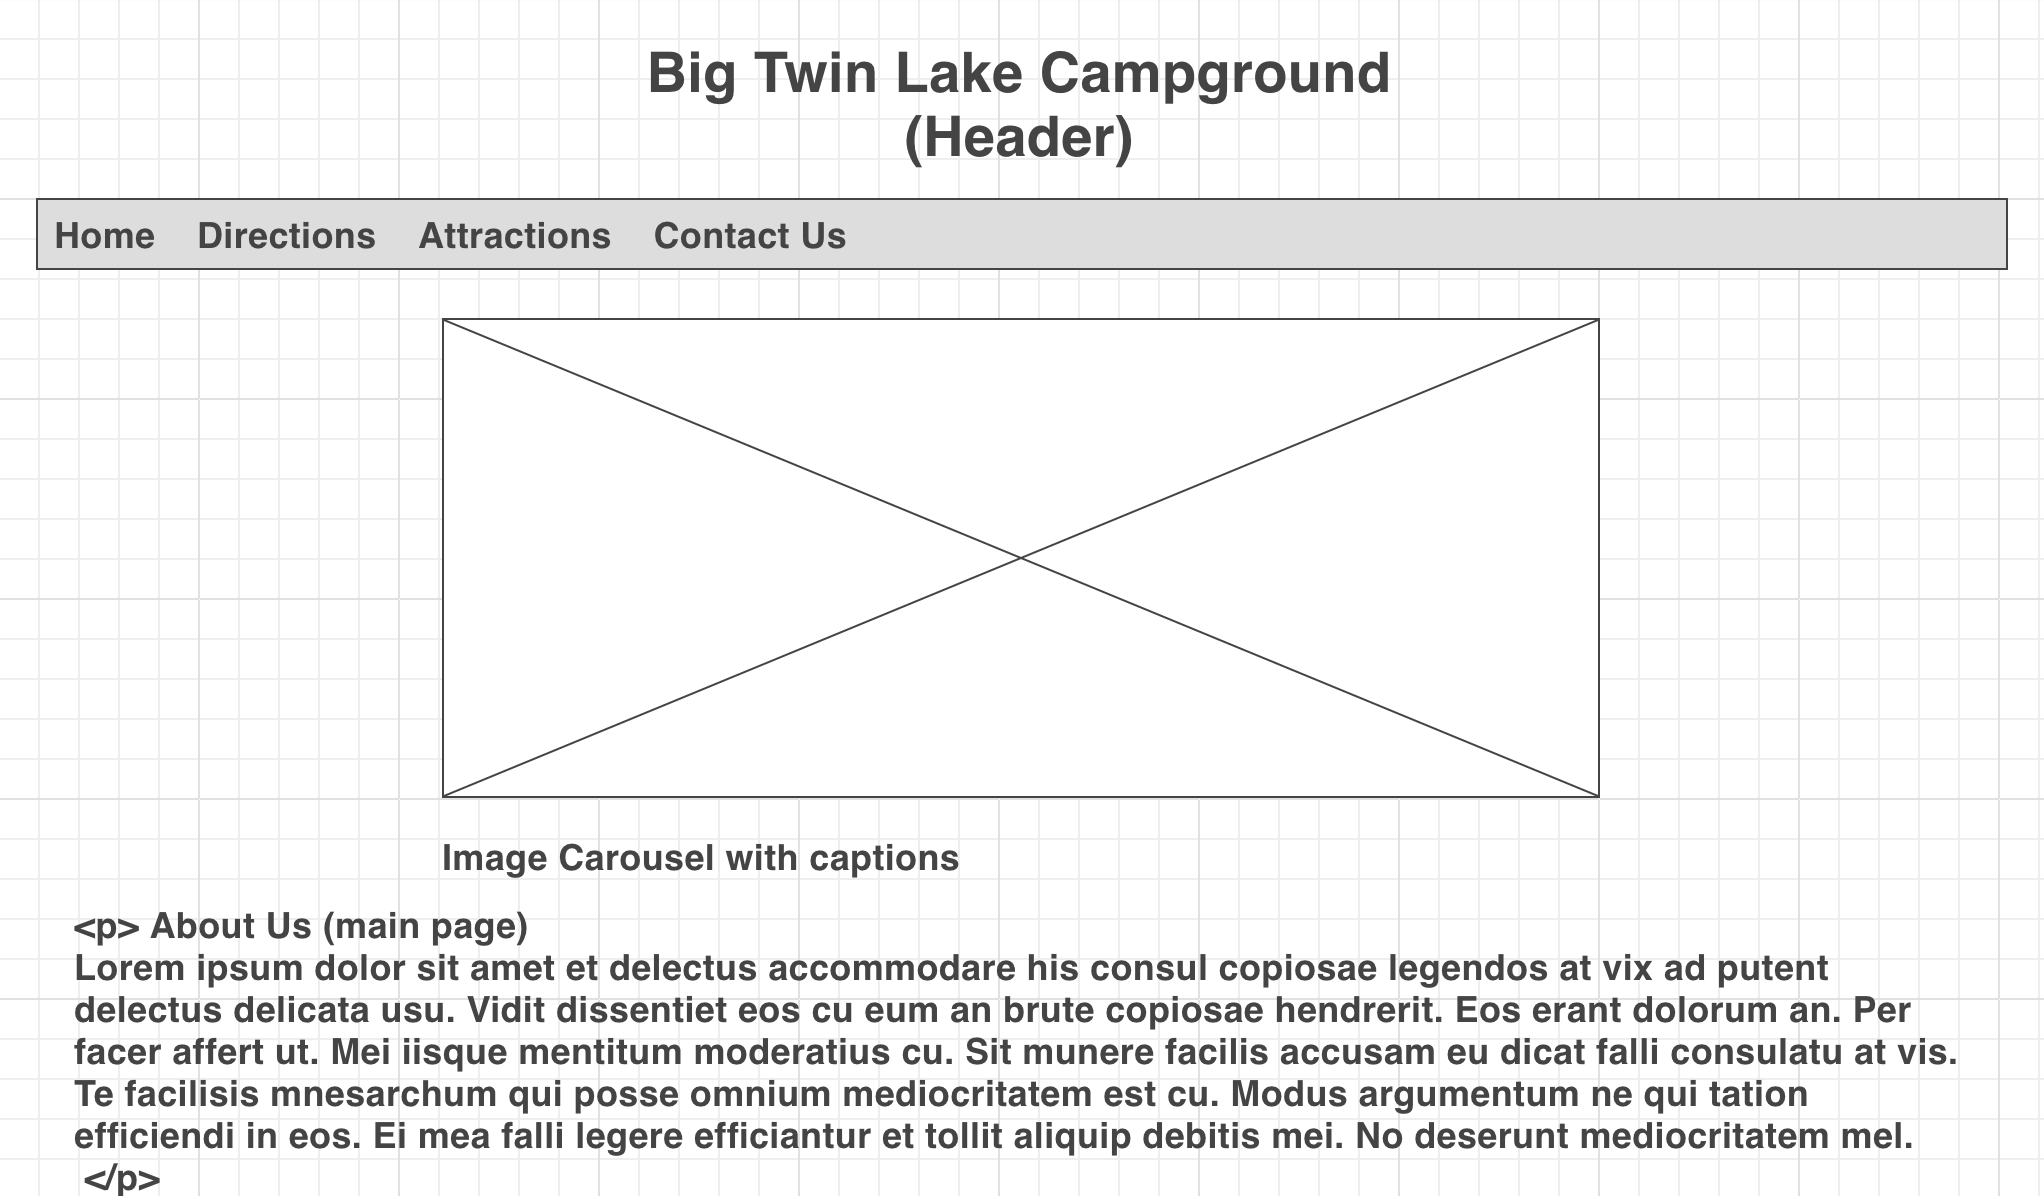 Big Twin Lake Campground
(Header)
Home Directions Attractions Contact Us
Image Carousel with captions
<p> About Us (main page)
Lorem ipsum dolor sit amet et delectus accommodare his consul copiosae legendos at vix ad putent
delectus delicata usu. Vidit dissentiet eos cu eum an brute copiosae hendrerit. Eos erant dolorum an. Per
facer affert ut. Mei iisque mentitum moderatius cu. Sit munere facilis accusam eu dicat falli consulatu at vis.
Te facilisis mnesarchum qui posse omnium mediocritatem est cu. Modus argumentum ne qui tation
efficiendi in eos. Ei mea falli legere efficiantur et tollit aliquip debitis mei. No deserunt mediocritatem mel.
</p>